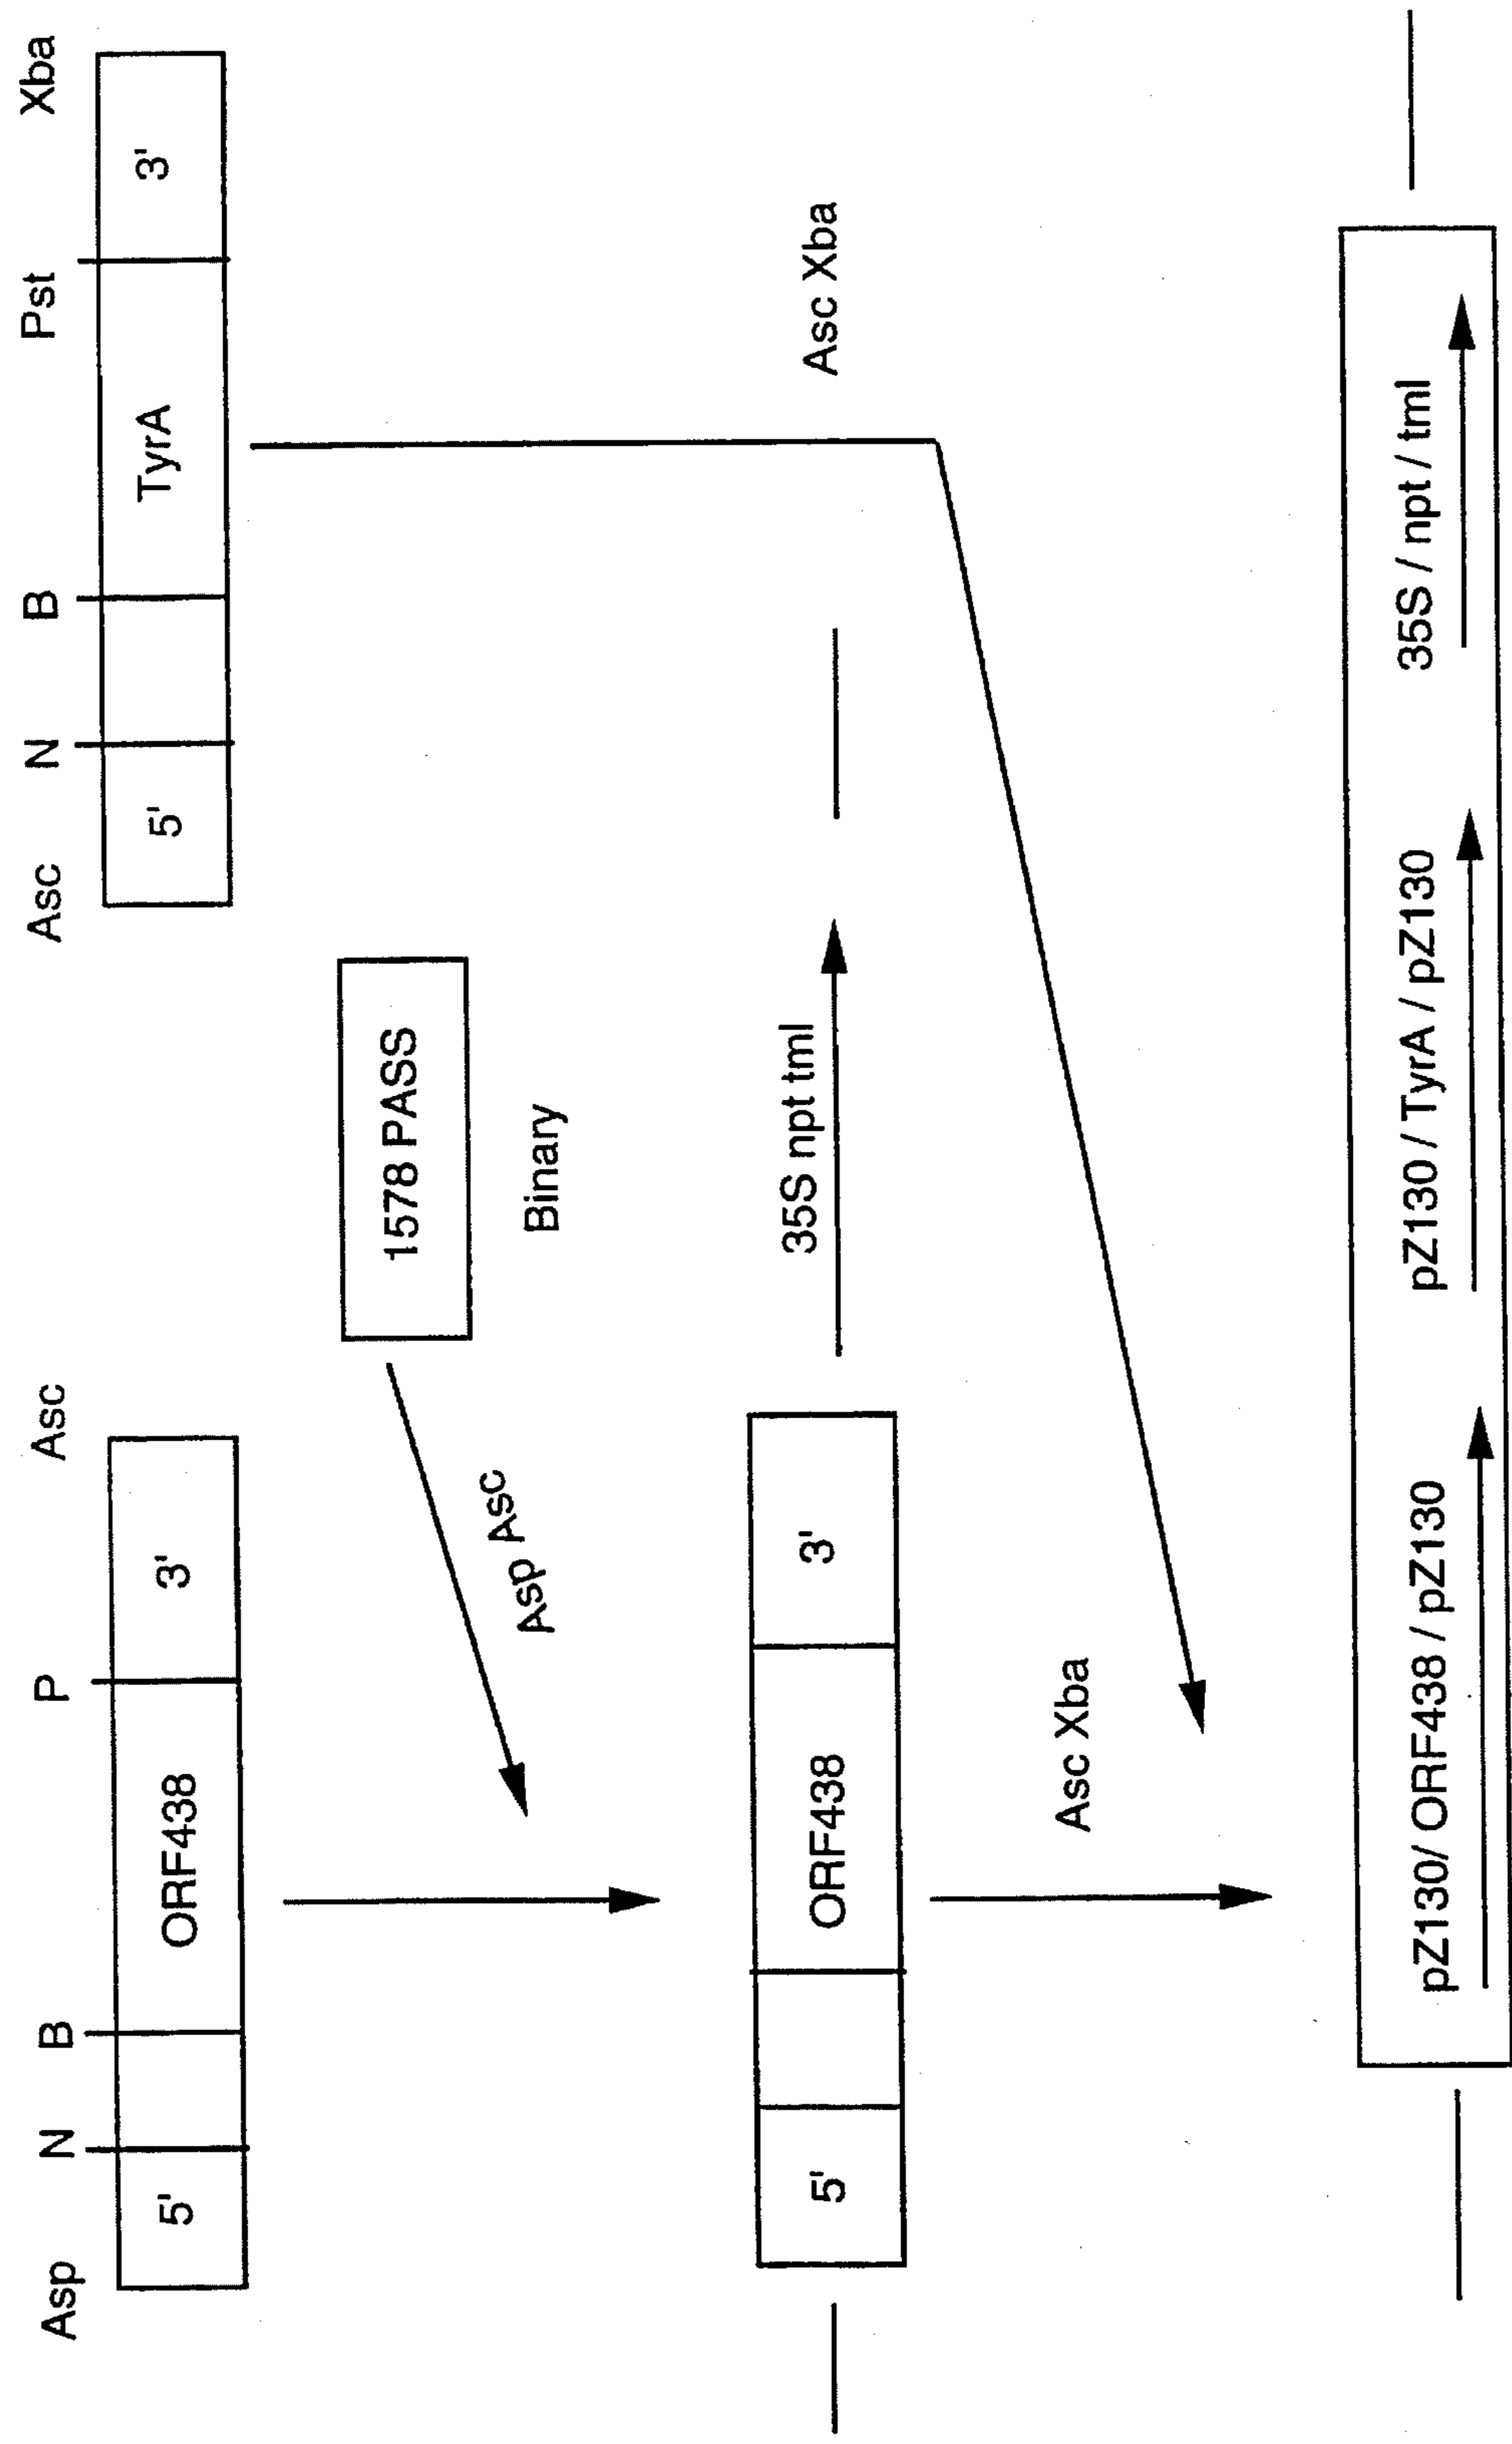 Asp N B P Asc
5' ORF438 3'
Asc N B Pst Xba
5' TyrA 3'
1578 PASS
Binary
Asp Asc
5' ORF438 3'
35S npt tml
Asc Xba
Asc Xba
pZ130/ ORF438 / pZ130
pZ130 / TyrA / pZ130
35S / npt / tml